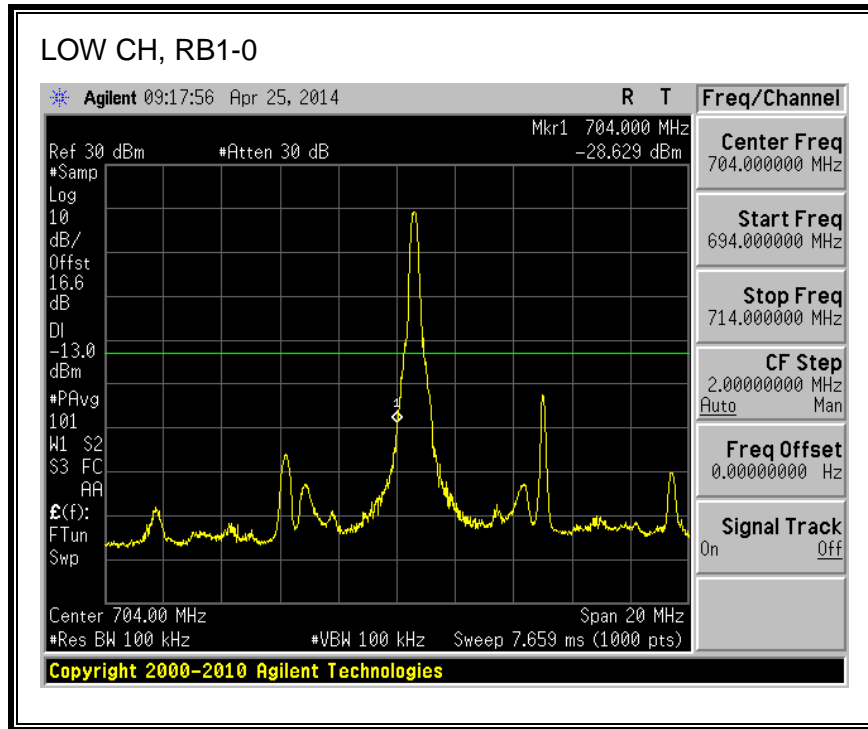 LOW CH, RB1-0
Agilent 09:17:56 Apr 25, 2014 R T
Freq/Channel
Mkr1 704.000 MHz
Ref 30 dBm #Atten 30 dB -28.629 dBm
#Samp
Log
10
dB/
Offst
16.6
dB
DI
-13.0
dBm
#PAvg
101
W1 S2
S3 FC
AA
£(f):
FTun
Swp
1
Center 704.00 MHz Span 20 MHz
#Res BW 100 kHz #VBW 100 kHz Sweep 7.659 ms (1000 pts)
Copyright 2000-2010 Agilent Technologies
Center Freq
704.000000 MHz
Start Freq
694.000000 MHz
Stop Freq
714.000000 MHz
CF Step
2.00000000 MHz
Auto Man
Freq Offset
0.00000000 Hz
Signal Track
On Off